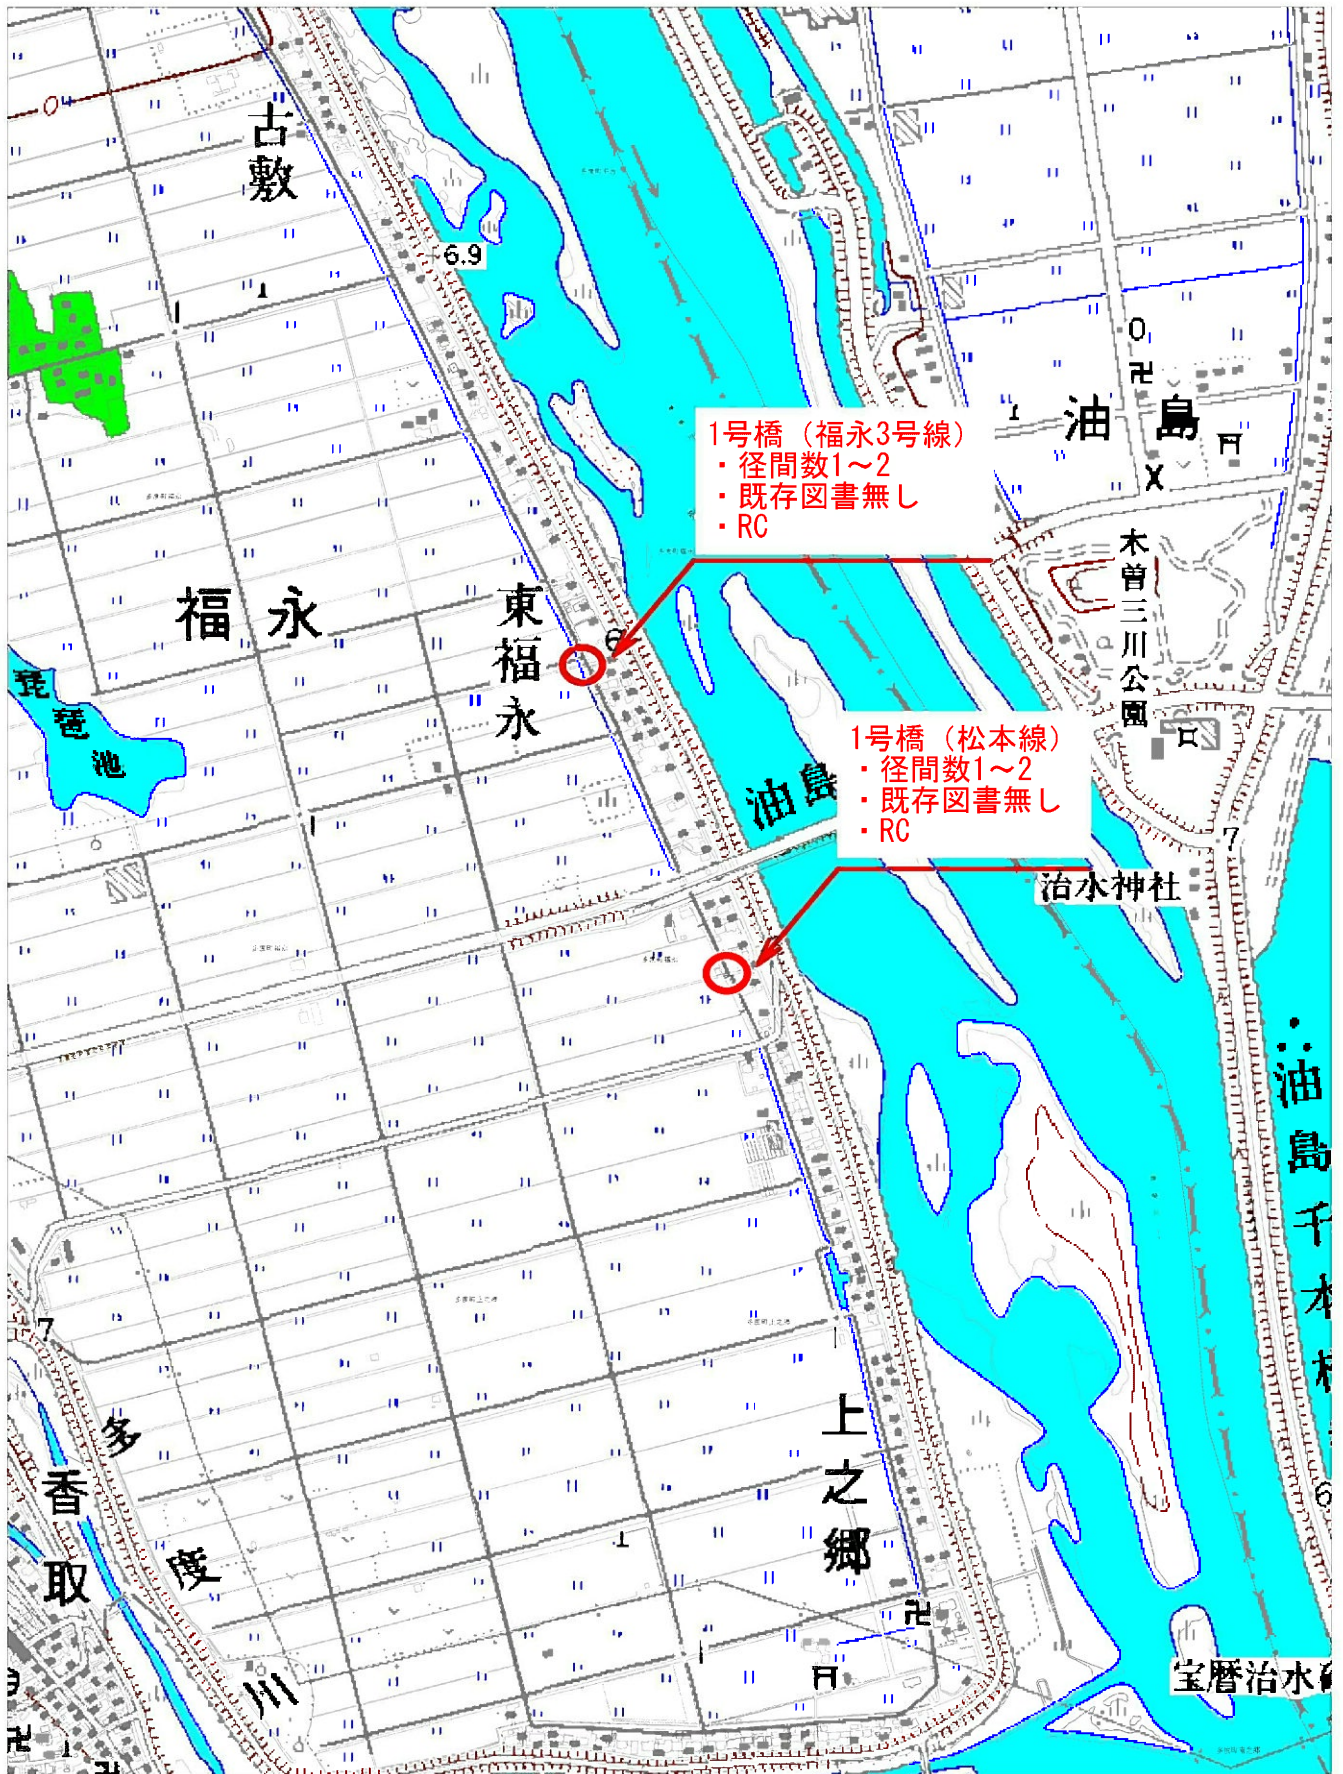 古敷
6.9
0
油島
1号橋（福永3号線）
・径間数1～2
・既存図書無し
・RC
木曽三川公園
福永
東福永
6
琵琶池
1号橋（松本線）
・径間数1～2
・既存図書無し
・RC
油島
7
治水神社
油島千本
7
上之郷
多度川
香取
6
宝暦治水